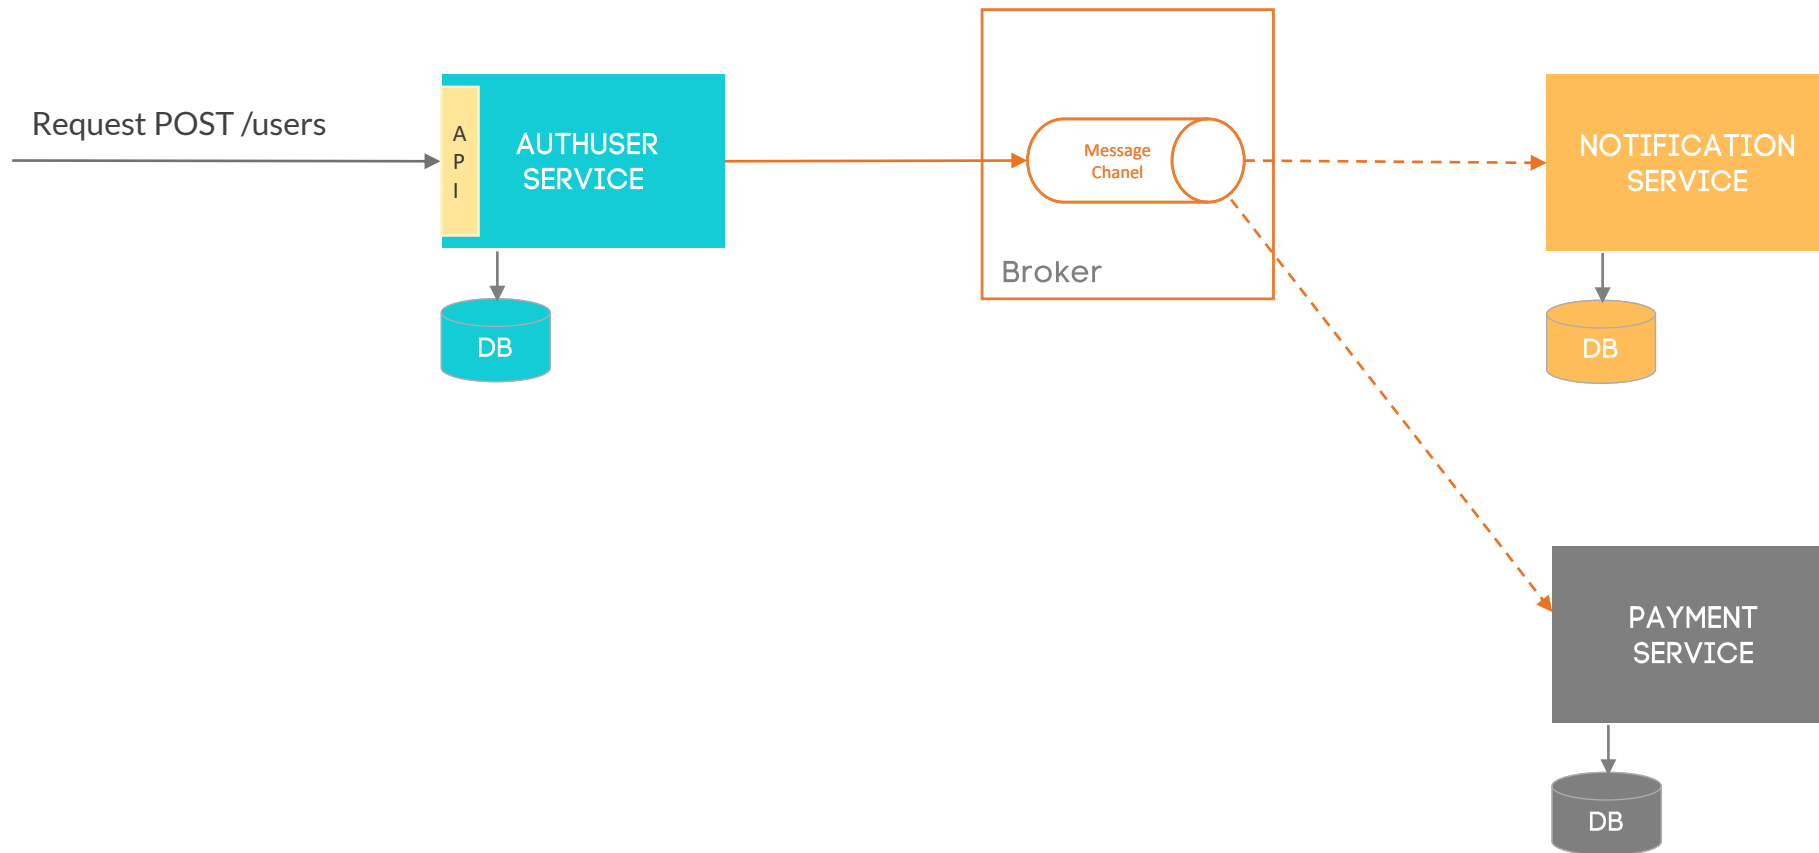 Request POST /users
A
P
I
AUTHUSER
SERVICE
DB
Message
Chanel
Broker
NOTIFICATION
SERVICE
DB
PAYMENT
SERVICE
DB